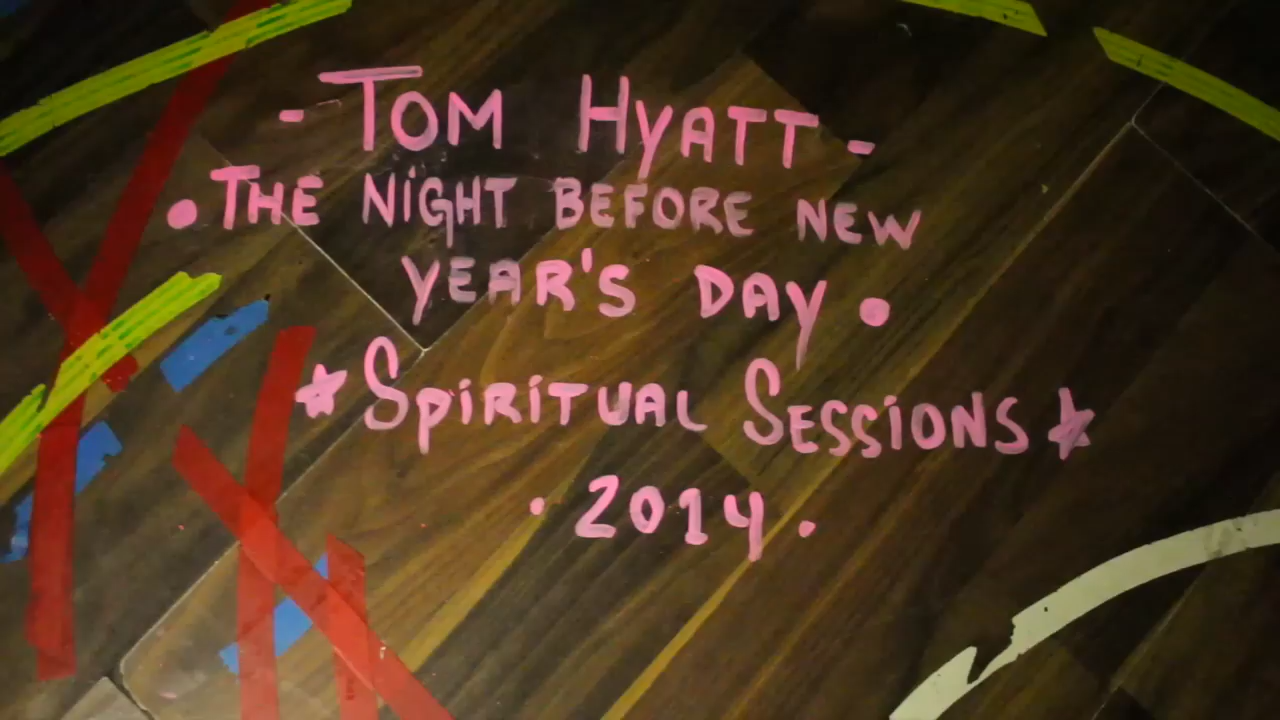 - TOM HYATT -
• THE NIGHT BEFORE NEW
YEAR'S DAY •
☆ SPIRITUAL SESSIONS ☆
· 2014 ·